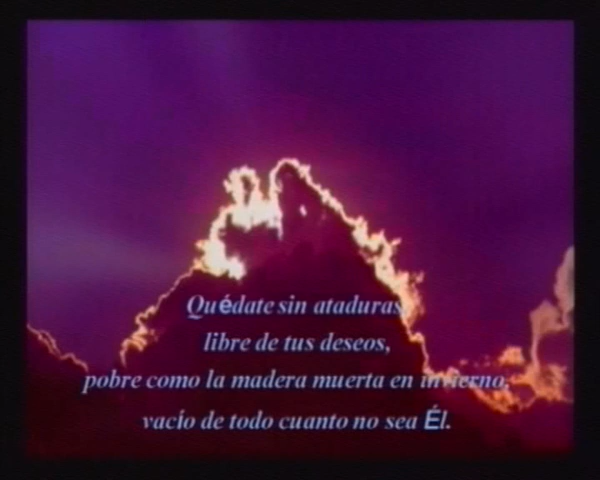 Quédate sin ataduras,
libre de tus deseos,
pobre como la madera muerta en invierno,
vacío de todo cuanto no sea Él.